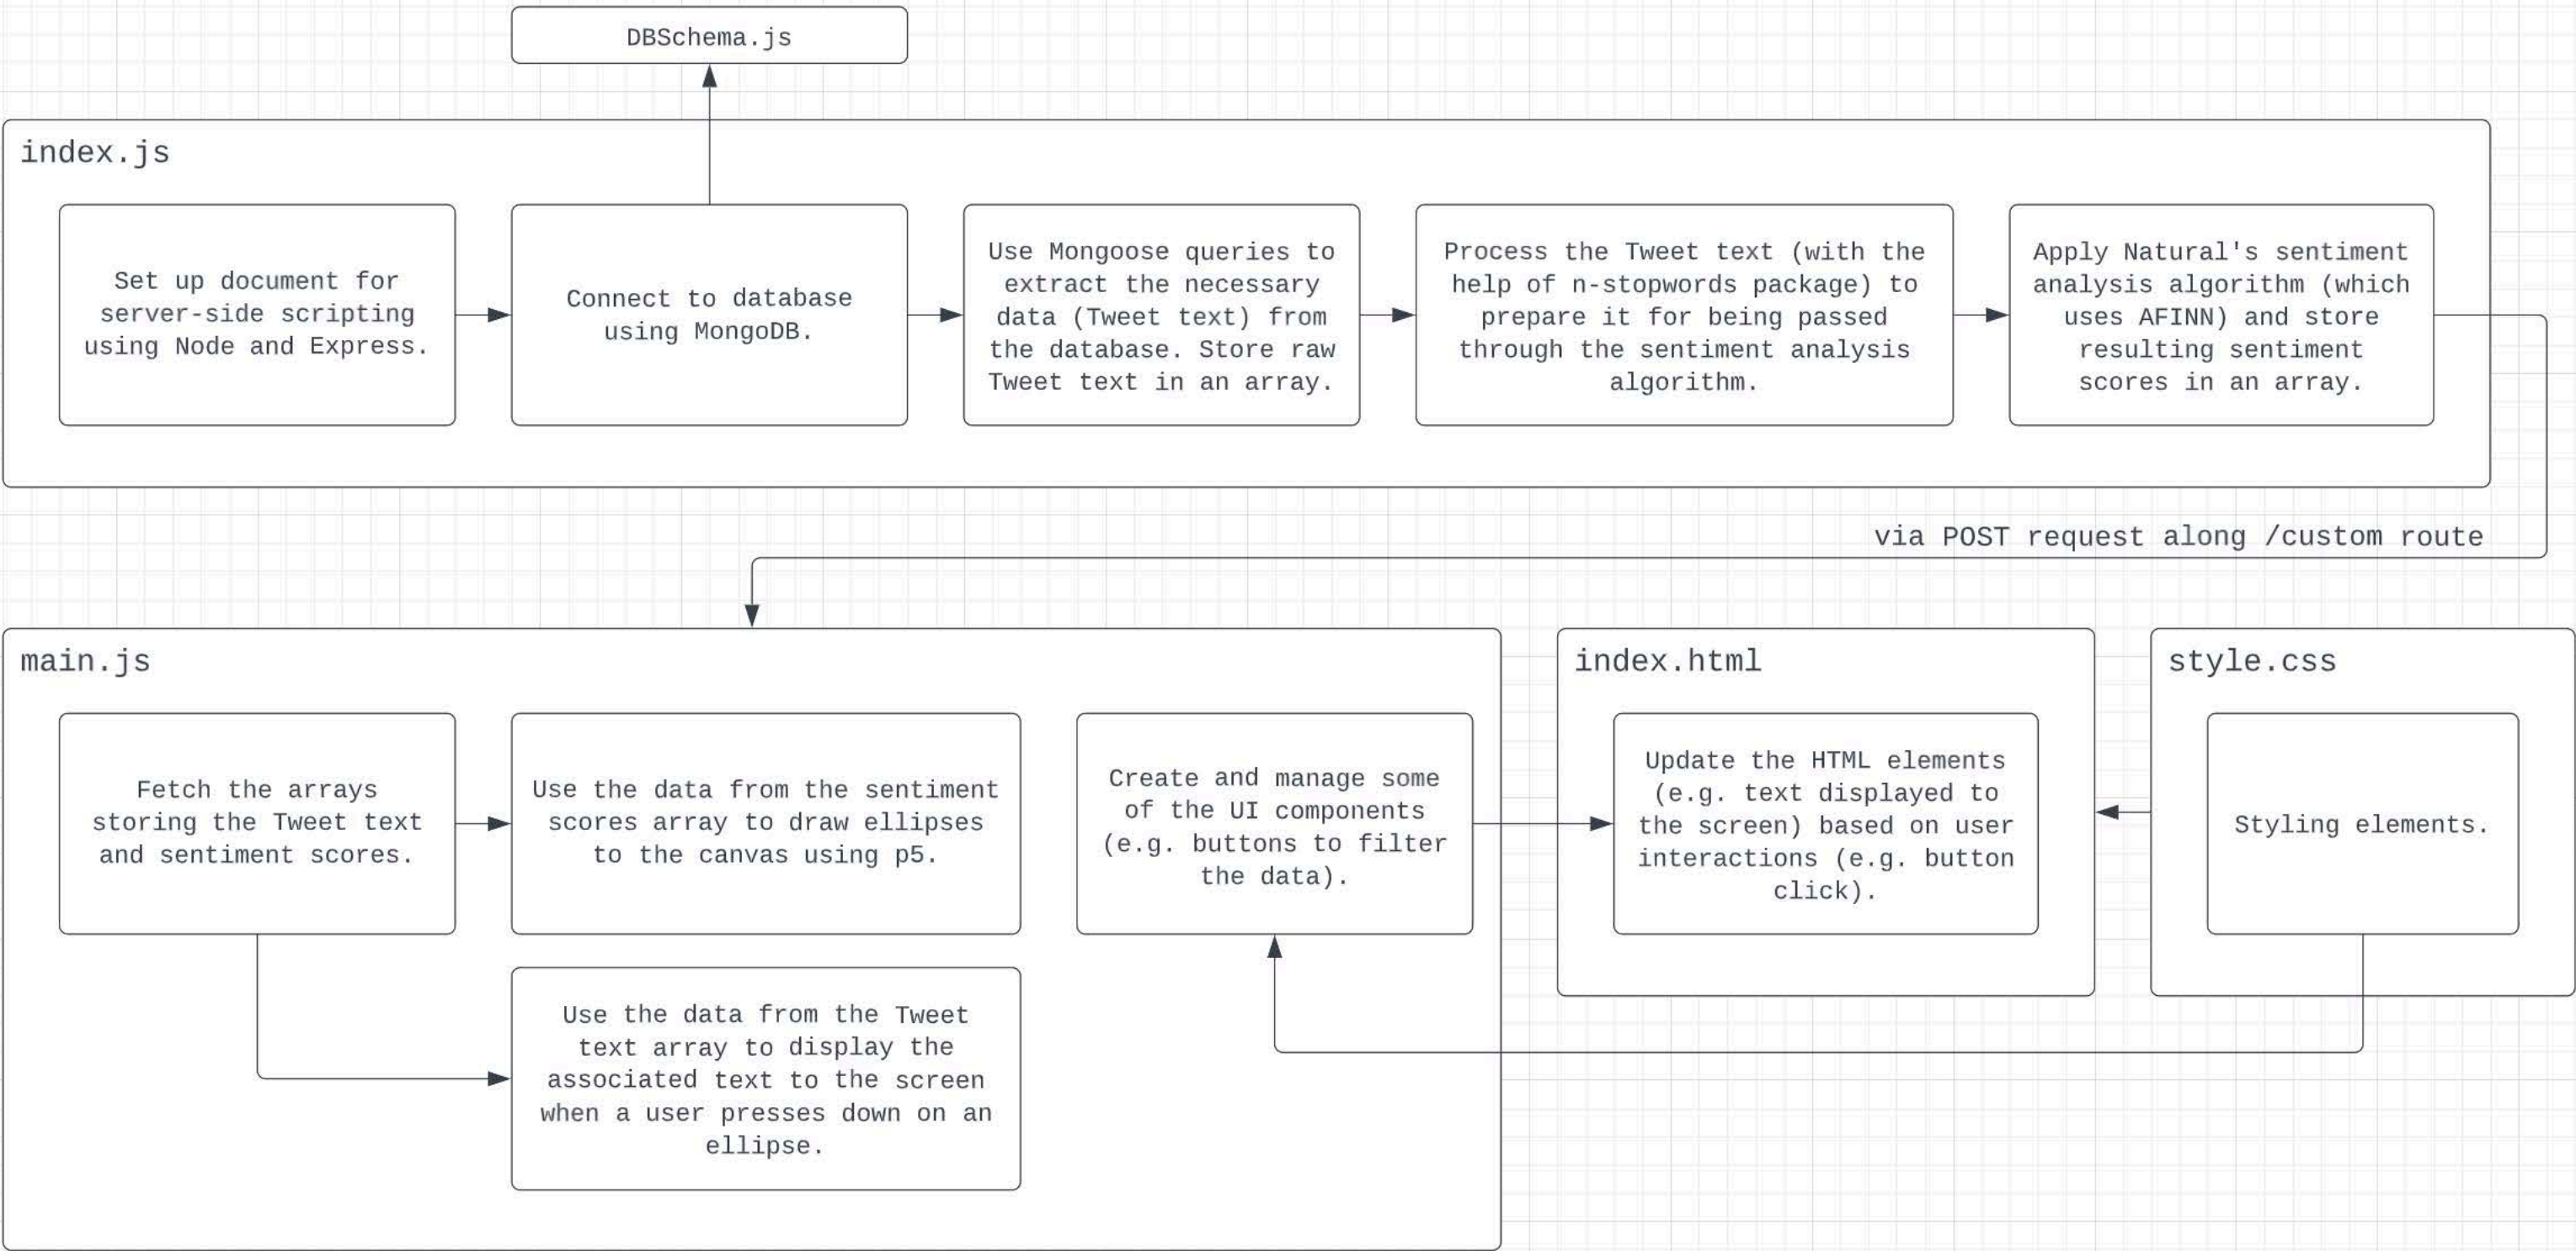 DBSchema.js
index.js
Set up document for
server-side scripting
using Node and Express.
Connect to database
using MongoDB.
Use Mongoose queries to
extract the necessary
data (Tweet text) from
the database. Store raw
Tweet text in an array.
Process the Tweet text (with the
help of n-stopwords package) to
prepare it for being passed
through the sentiment analysis
algorithm.
Apply Natural's sentiment
analysis algorithm (which
uses AFINN) and store
resulting sentiment
scores in an array.
via POST request along /custom route
main.js
Fetch the arrays
storing the Tweet text
and sentiment scores.
Use the data from the sentiment
scores array to draw ellipses
to the canvas using p5.
Use the data from the Tweet
text array to display the
associated text to the screen
when a user presses down on an
ellipse.
Create and manage some
of the UI components
(e.g. buttons to filter
the data).
index.html
Update the HTML elements
(e.g. text displayed to
the screen) based on user
interactions (e.g. button
click).
style.css
Styling elements.